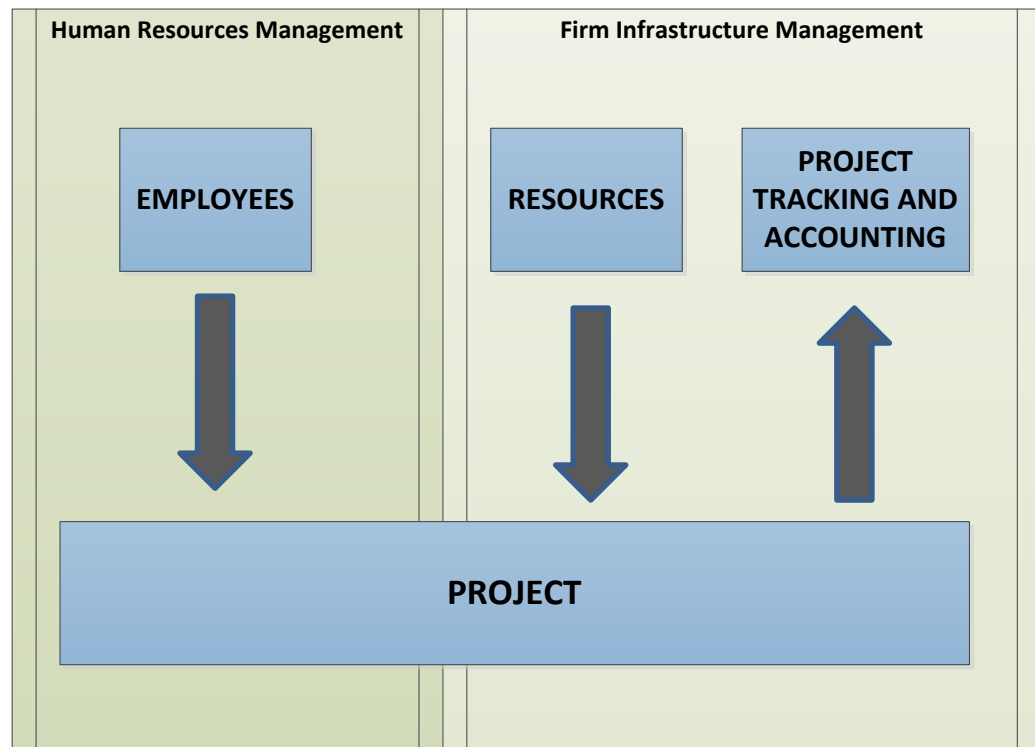 Human Resources Management
Firm Infrastructure Management
EMPLOYEES
RESOURCES
PROJECT
TRACKING AND
ACCOUNTING
PROJECT